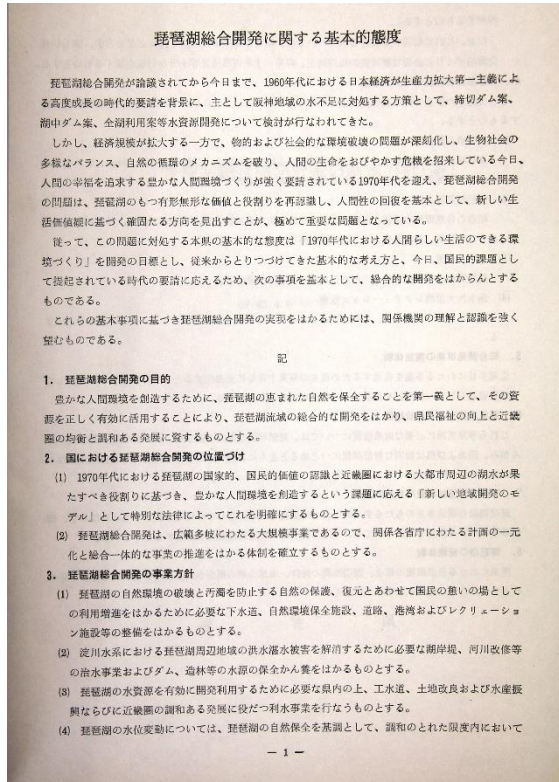 琵琶湖総合開発に関する基本的態度
琵琶湖総合開発が論議されてから今日まで、1960年代における日本経済が生産力拡大第一主義によ
る高度成長の時代的要請を背景に、主として阪神地域の水不足に対処する方策として、締切ダム案、
湖中ダム案、全湖利用案等水資源開発について検討が行なわれてきた。
しかし、経済規模が拡大する一方で、物的および社会的な環境破壊の問題が深刻化し、生物社会の
多様なバランス、自然の循環のメカニズムを破り、人間の生命をおびやかす危機を招来している今日、
人間の幸福を追求する豊かな人間環境づくりが強く要請されている1970年代を迎え、琵琶湖総合開発
の問題は、琵琶湖のもつ有形無形な価値と役割りを再認識し、人間性の回復を基本として、新しい生
活価値観に基づく確固たる方向を見出すことが、極めて重要な問題となっている。
従って、この問題に対処する本県の基本的な態度は「1970年代における人間らしい生活のできる環
境づくり」を開発の目標とし、従来からとりつづけてきた基本的な考え方と、今日、国民的課題とし
て提起されている時代の要請に応えるため、次の事項を基本として、総合的な開発をはからんとする
ものである。
これらの基本事項に基づき琵琶湖総合開発の実現をはかるためには、関係機関の理解と認識を強く
望むものである。
記
1. 琵琶湖総合開発の目的
豊かな人間環境を創造するために、琵琶湖の恵まれた自然を保全することを第一義として、その資
源を正しく有効に活用することにより、琵琶湖流域の総合的な開発をはかり、県民福祉の向上と近畿
圏の均衡と調和ある発展に資するものとする。
2. 国における琵琶湖総合開発の位置づけ
(1) 1970年代における琵琶湖の国家的、国民的価値の認識と近畿圏における大都市周辺の湖水が果
たすべき役割りに基づき、豊かな人間環境を創造するという課題に応える「新しい地域開発のモ
デル」として特別な法律によってこれを明確にするものとする。
(2) 琵琶湖総合開発は、広範多岐にわたる大規模事業であるので、関係各省庁にわたる計画の一元
化と総合一体的な事業の推進をはかる体制を確立するものとする。
3. 琵琶湖総合開発の事業方針
(1) 琵琶湖の自然環境の破壊と汚濁を防止する自然の保護、復元とあわせて国民の憩いの場として
の利用増進をはかるために必要な下水道、自然環境保全施設、道路、港湾およびレクリェーショ
ン施設等の整備をはかるものとする。
(2) 淀川水系における琵琶湖周辺地域の洪水湛水被害を解消するために必要な湖岸堤、河川改修等
の治水事業およびダム、造林等の水源の保全かん養をはかるものとする。
(3) 琵琶湖の水資源を有効に開発利用するために必要な県内の上、工水道、土地改良および水産振
興ならびに近畿圏の調和ある発展に役だつ利水事業を行なうものとする。
(4) 琵琶湖の水位変動については、琵琶湖の自然保全を基調として、調和のとれた限度内において
— 1 —